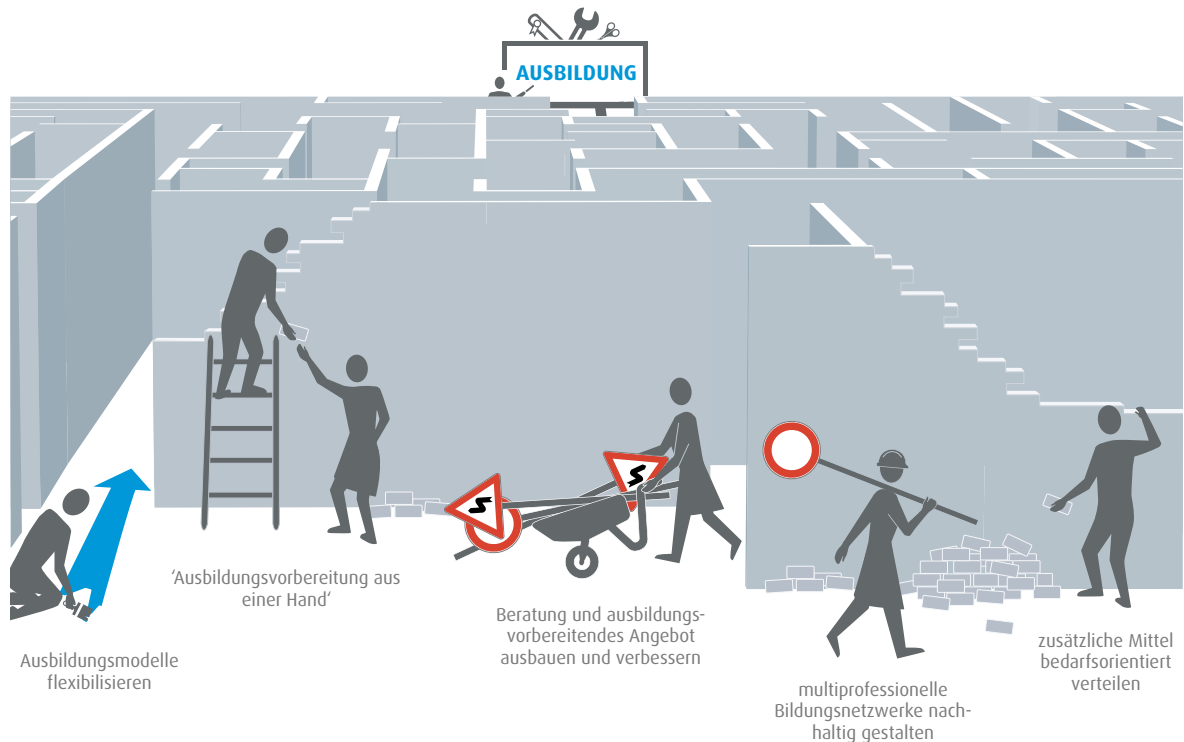 AUSBILDUNG
‘Ausbildungsvorbereitung aus
einer Hand‘
Beratung und ausbildungs-
vorbereitendes Angebot
ausbauen und verbessern
Ausbildungsmodelle
flexibilisieren
zusätzliche Mittel
bedarfsorientiert
verteilen
multiprofessionelle
Bildungsnetzwerke nach-
haltig gestalten